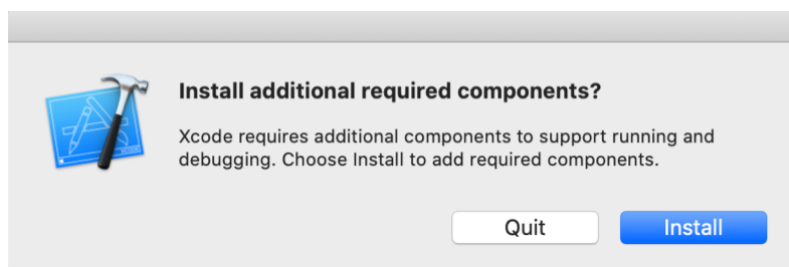 Install additional required components?
Xcode requires additional components to support running and
debugging. Choose Install to add required components.
Quit
Install